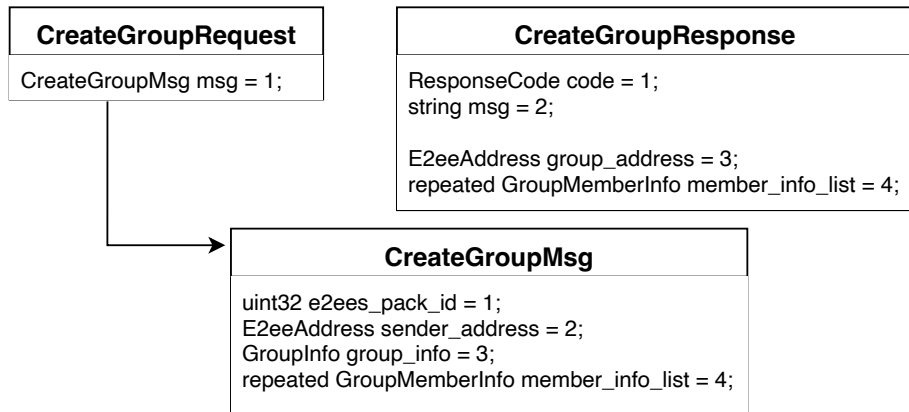 CreateGroupRequest
CreateGroupMsg msg = 1;
CreateGroupResponse
ResponseCode code = 1;
string msg = 2;
E2eeAddress group_address = 3;
repeated GroupMemberInfo member_info_list = 4;
CreateGroupMsg
uint32 e2ees_pack_id = 1;
E2eeAddress sender_address = 2;
GroupInfo group_info = 3;
repeated GroupMemberInfo member_info_list = 4;